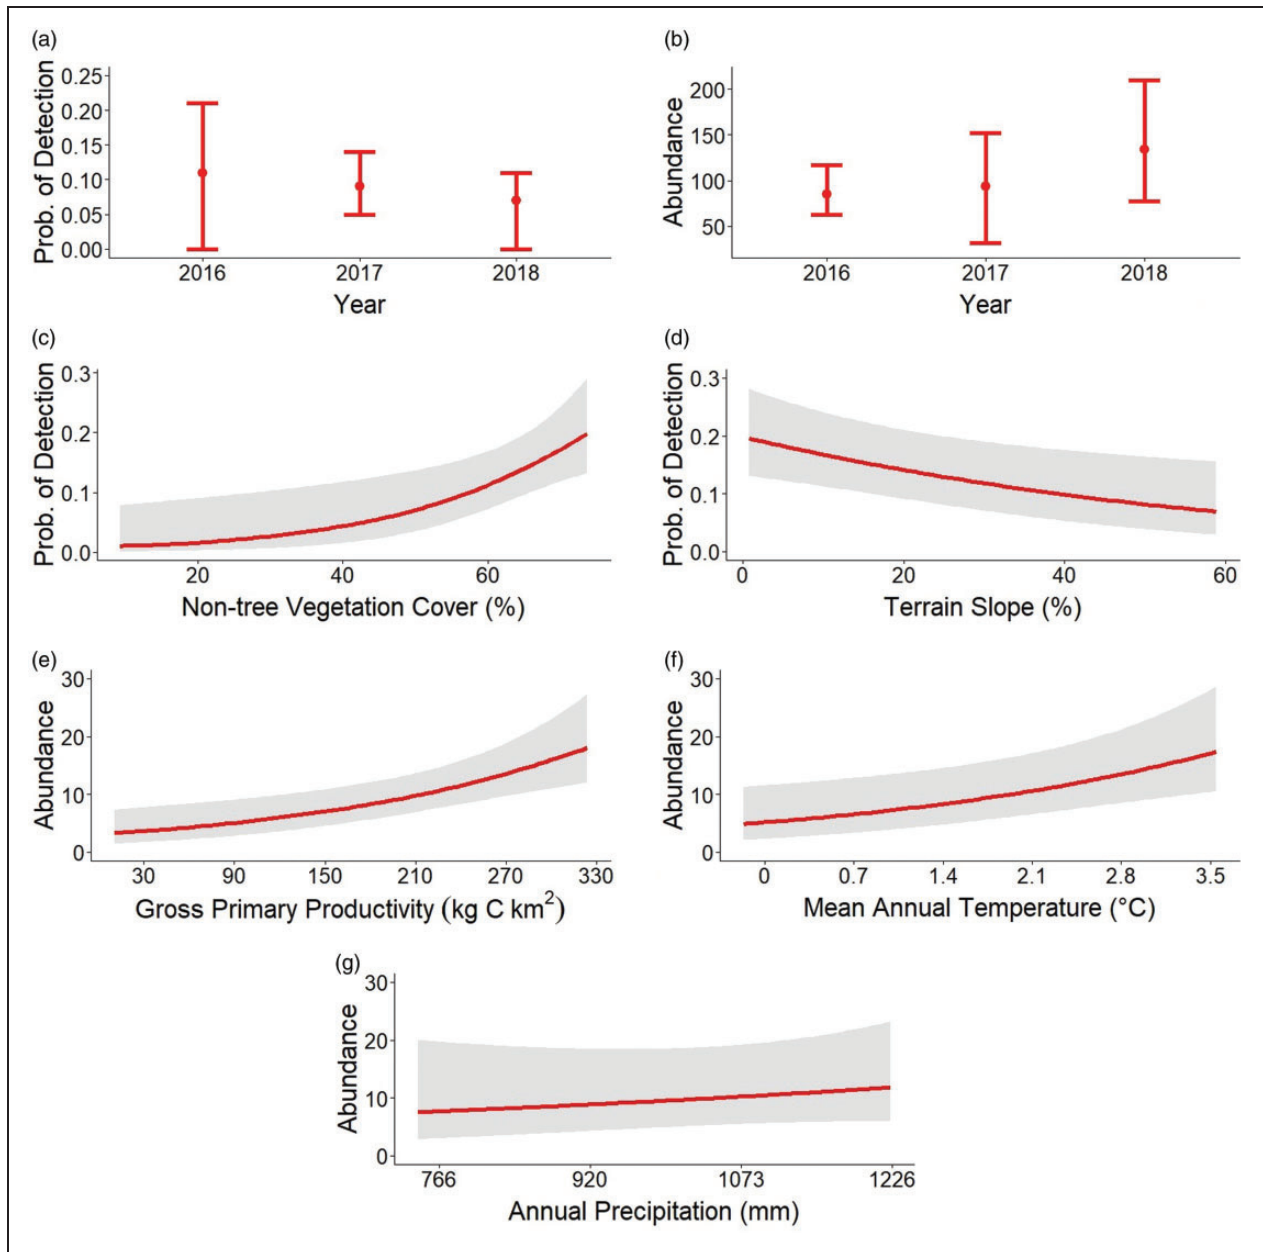 (a)
Prob. of Detection
0.25
0.20
0.15
0.10
0.05
0.00
2016 2017 2018
Year
(b)
Abundance
200
150
100
50
2016 2017 2018
Year
(c)
Prob. of Detection
0.3
0.2
0.1
0.0
20 40 60
Non-tree Vegetation Cover (%)
(d)
Prob. of Detection
0.3
0.2
0.1
0.0
0 20 40 60
Terrain Slope (%)
(e)
Abundance
30
20
10
0
30 90 150 210 270 330
Gross Primary Productivity (kg C km²)
(f)
Abundance
30
20
10
0
0 0.7 1.4 2.1 2.8 3.5
Mean Annual Temperature (°C)
(g)
Abundance
30
20
10
0
766 920 1073 1226
Annual Precipitation (mm)